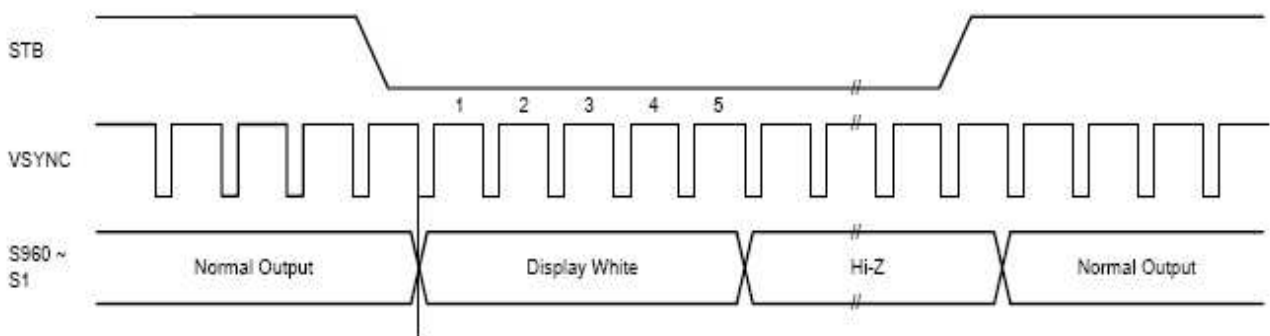 STB
1 2 3 4 5
VSYNC
S960 ~
S1
Normal Output Display White Hi-Z Normal Output